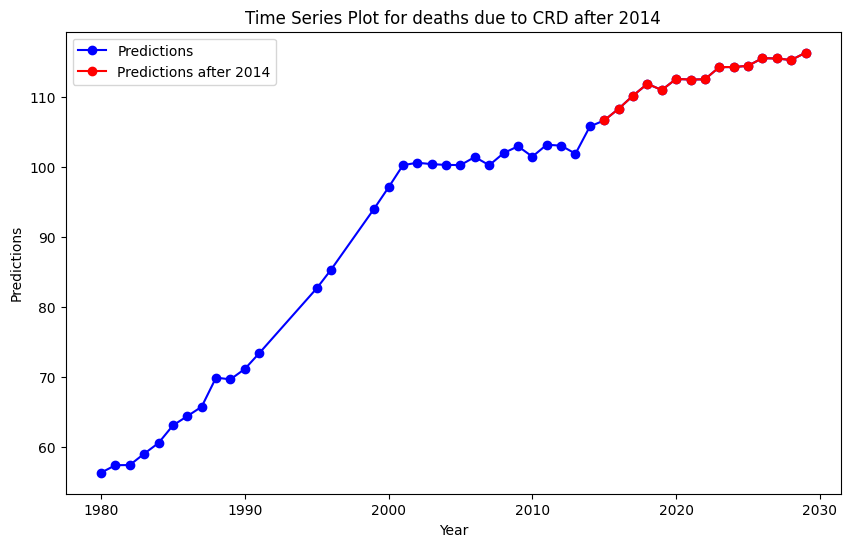 Time Series Plot for deaths due to CRD after 2014
Predictions
Predictions after 2014
110
100
90
80
70
60
Predictions
1980 1990 2000 2010 2020 2030
Year